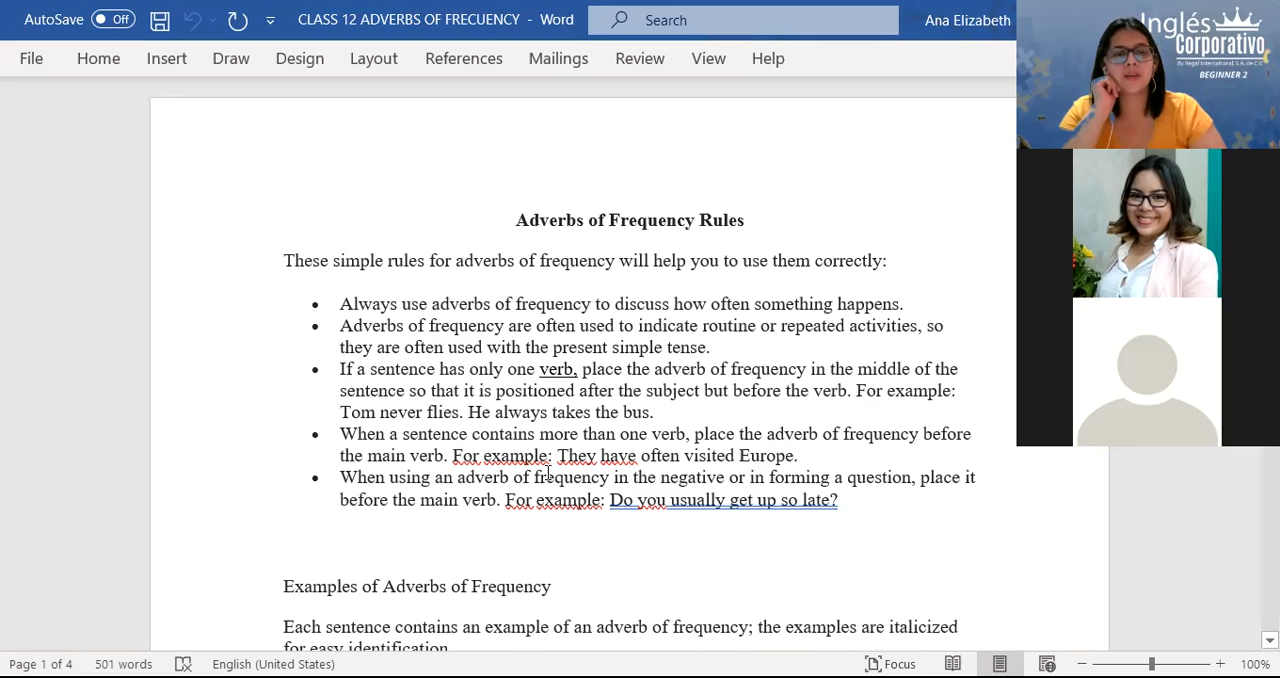 AutoSave Off CLASS 12 ADVERBS OF FRECUENCY - Word Search Ana Elizabeth
File Home Insert Draw Design Layout References Mailings Review View Help
Inglés
Corporativo
By Regal International, S.A. de C.V.
BEGINNER 2
Adverbs of Frequency Rules
These simple rules for adverbs of frequency will help you to use them correctly:
• Always use adverbs of frequency to discuss how often something happens.
• Adverbs of frequency are often used to indicate routine or repeated activities, so
they are often used with the present simple tense.
• If a sentence has only one verb, place the adverb of frequency in the middle of the
sentence so that it is positioned after the subject but before the verb. For example:
Tom never flies. He always takes the bus.
• When a sentence contains more than one verb, place the adverb of frequency before
the main verb. For example: They have often visited Europe.
• When using an adverb of frequency in the negative or in forming a question, place it
before the main verb. For example: Do you usually get up so late?
Examples of Adverbs of Frequency
Each sentence contains an example of an adverb of frequency; the examples are italicized
for easy identification.
Page 1 of 4 501 words English (United States) Focus 100%